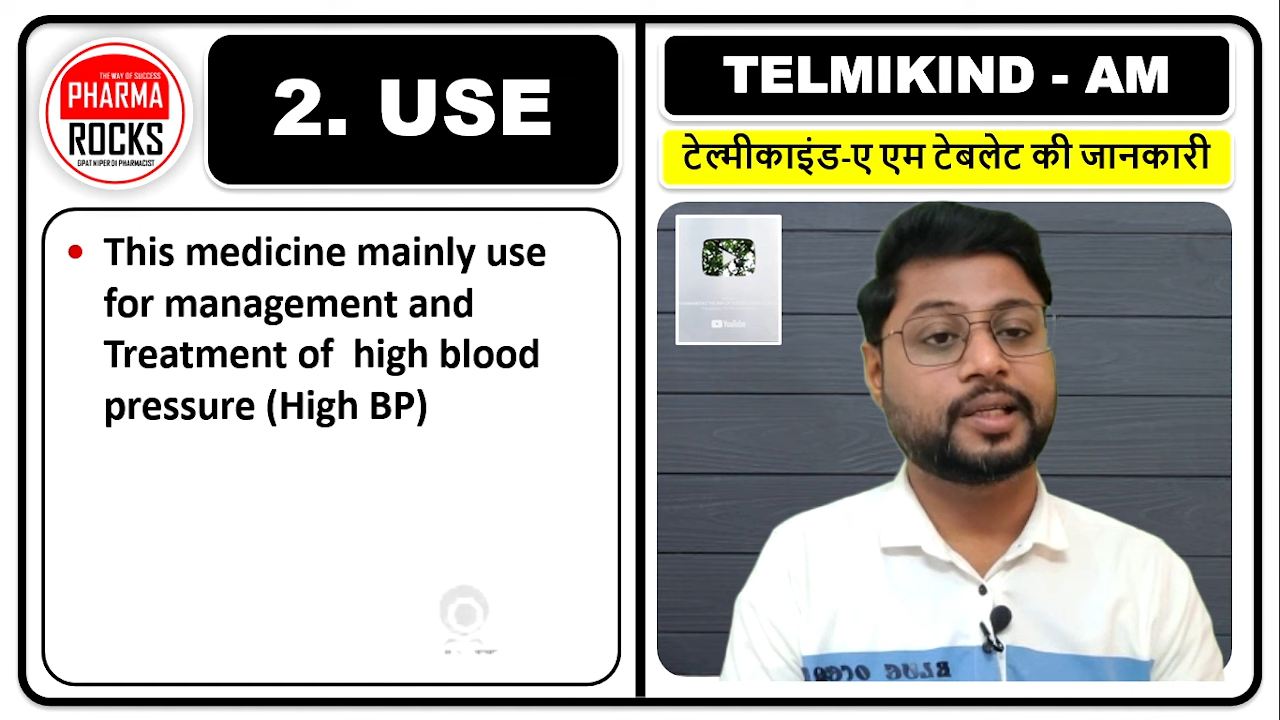 THE WAY OF SUCCESS
PHARMA
ROCKS
GPAT NIPER DI PHARMACIST
2. USE
This medicine mainly use
for management and
Treatment of high blood
pressure (High BP)
TELMIKIND - AM
टेल्मीकाइंड-ए एम टेबलेट की जानकारी
YouTube